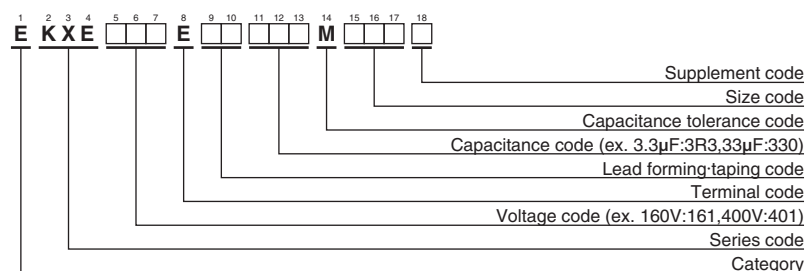 1 2 3 4 5 6 7 8 9 10 11 12 13 14 15 16 17 18
E KXE E M
Supplement code
Size code
Capacitance tolerance code
Capacitance code (ex. 3.3µF:3R3,33µF:330)
Lead forming·taping code
Terminal code
Voltage code (ex. 160V:161,400V:401)
Series code
Category